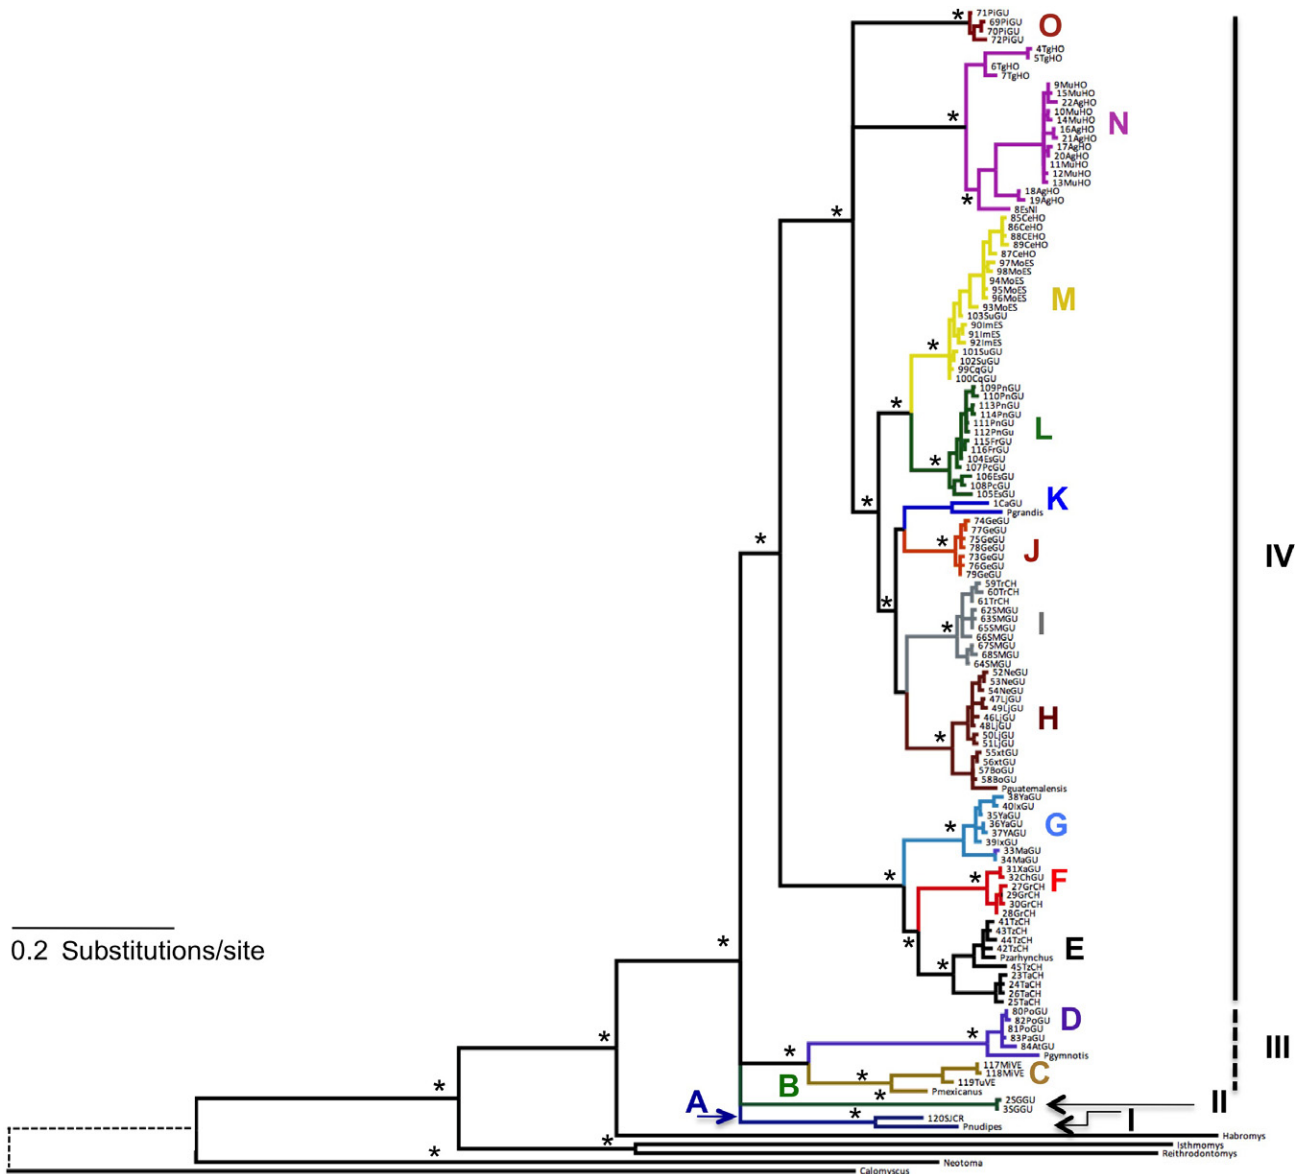 *
71PiGU
69PiGU
70PiGU
72PiGU
O
4TgHO
5TgHO
6TgHO
7TgHO
9MuHO
15MuHO
22AgHO
10MuHO
14MuHO
16AgHO
21AgHO
17AgHO
20AgHO
11MuHO
12MuHO
13MuHO
N
*
18AgHO
19AgHO
*
8EsNI
*
85CeHO
86CeHO
88CEHO
89CeHO
87CeHO
97MoES
98MoES
94MoES
95MoES
96MoES
93MoES
M
103SuGU
90ImES
91ImES
92ImES
*
101SuGU
102SuGU
99CqGU
100CqGU
109PnGU
110PnGU
*
113PnGU
114PnGU
111PnGU
112PnGu
L
115FrGU
116FrGU
104EsGU
*
107PcGU
106EsGU
108PcGU
105EsGU
*
1CaGU
K
Pgrandis
74GeGU
77GeGU
*
75GeGU
*
78GeGU
J
73GeGU
76GeGU
79GeGU
IV
59TrCH
60TrCH
61TrCH
*
62SMGU
63SMGU
65SMGU
*
I
66SMGU
67SMGU
68SMGU
64SMGU
52NeGU
53NeGU
54NeGU
47LjGU
49LjGU
46LjGU
48LjGU
H
50LjGU
*
51LjGU
55xtGU
56xtGU
57BoGU
58BoGU
Pguatemalensis
38YaGU
40IxGU
35YaGU
36YaGU
*
37YAGU
G
39IxGU
33MaGU
34MaGU
31XaGU
*
32ChGU
*
F
27GrCH
29GrCH
30GrCH
28GrCH
41TzCH
43TzCH
44TzCH
*
*
42TzCH
E
Pzarhynchus
0.2 Substitutions/site
45TzCH
*
23TaCH
24TaCH
26TaCH
25TaCH
80PoGU
82PoGU
D
81PoGU
*
*
83PaGU
84AtGU
III
*
Pgymnotis
117MiVE
118MiVE
C
*
119TuVE
*
B
Pmexicanus
*
2SGGU
II
A
3SGGU
*
120SJCR
I
Pnudipes
Habromys
*
Isthmomys
*
Reithrodontomys
Neotoma
Calomyscus